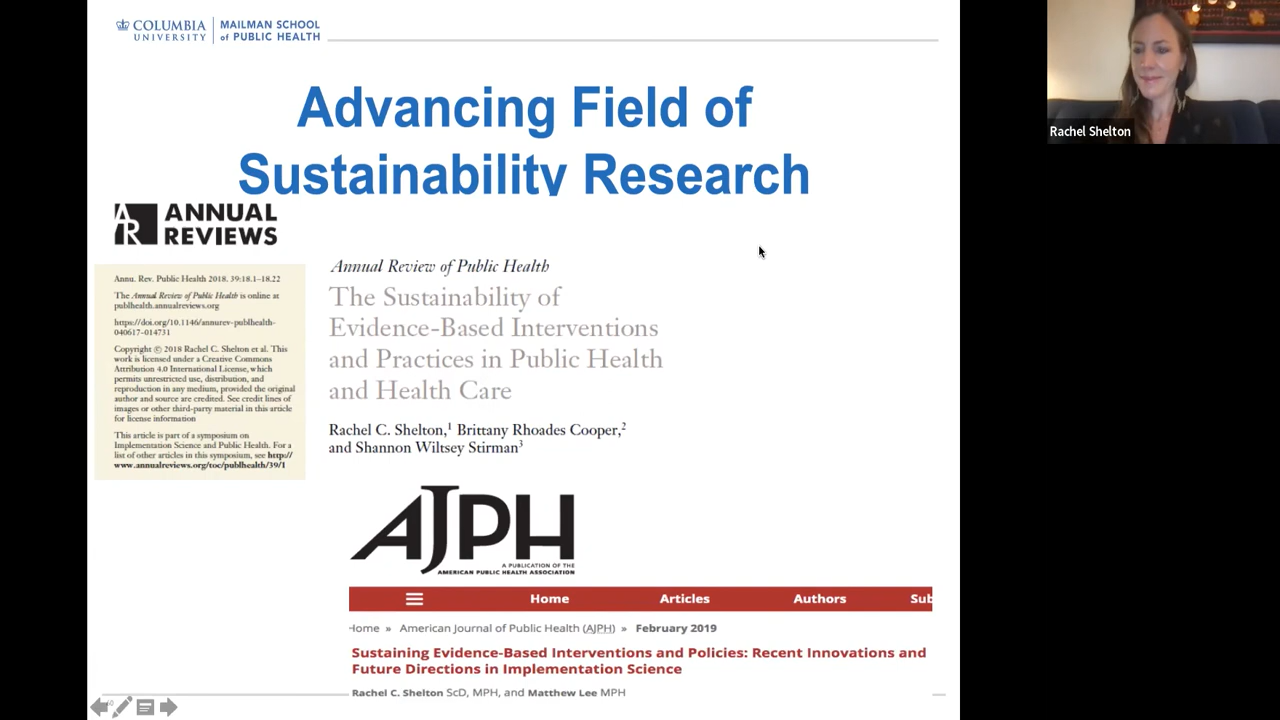 COLUMBIA UNIVERSITY
MAILMAN SCHOOL of PUBLIC HEALTH
Advancing Field of
Sustainability Research
AR ANNUAL REVIEWS
Annu. Rev. Public Health 2018. 39:18.1–18.22
The Annual Review of Public Health is online at
publhealth.annualreviews.org
https://doi.org/10.1146/annurev-publhealth-
040617-014731
Copyright © 2018 Rachel C. Shelton et al. This
work is licensed under a Creative Commons
Attribution 4.0 International License, which
permits unrestricted use, distribution, and
reproduction in any medium, provided the original
author and source are credited. See credit lines of
images or other third-party material in this article
for license information
This article is part of a symposium on
Implementation Science and Public Health. For a
list of other articles in this symposium, see http://
www.annualreviews.org/toc/publhealth/39/1
Annual Review of Public Health
The Sustainability of
Evidence-Based Interventions
and Practices in Public Health
and Health Care
Rachel C. Shelton,1 Brittany Rhoades Cooper,2
and Shannon Wiltsey Stirman3
AJPH
A PUBLICATION OF THE
AMERICAN PUBLIC HEALTH ASSOCIATION
Home Articles Authors Sub
Home » American Journal of Public Health (AJPH) » February 2019
Sustaining Evidence-Based Interventions and Policies: Recent Innovations and
Future Directions in Implementation Science
Rachel C. Shelton ScD, MPH, and Matthew Lee MPH
Rachel Shelton